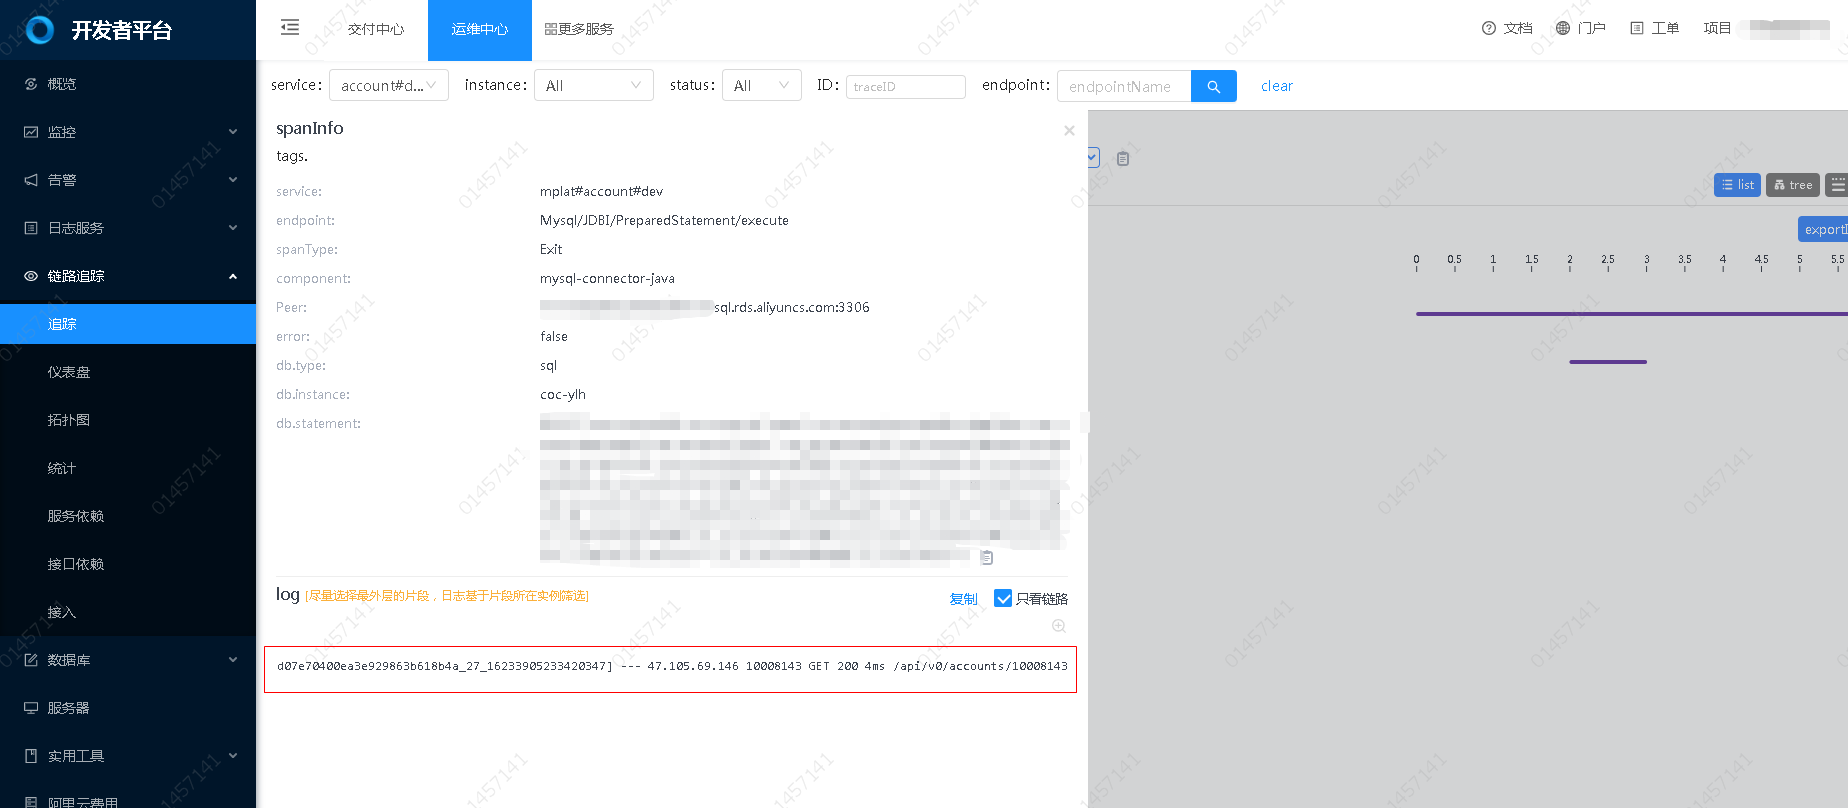 开发者平台
交付中心 运维中心 更多服务 文档 门户 工单 项目
概览
监控
告警
日志服务
链路追踪
追踪
仪表盘
拓扑图
统计
服务依赖
接口依赖
接入
数据库
服务器
实用工具
阿里云费用
service: account#d... instance: All status: All ID: traceID endpoint: endpointName clear
spanInfo
tags.
service: mplat#account#dev
endpoint: Mysql/JDBI/PreparedStatement/execute
spanType: Exit
component: mysql-connector-java
Peer: sql.rds.aliyuncs.com:3306
error: false
db.type: sql
db.instance: coc-ylh
db.statement:
log [尽量选择最外层的片段，日志基于片段所在实例筛选] 复制 只看链路
d07e70400ea3e929863b618b4a_27_16233905233420347] --- 47.105.69.146 10008143 GET 200 4ms /api/v0/accounts/10008143
list tree
0 0.5 1 1.5 2 2.5 3 3.5 4 4.5 5 5.5
01457141